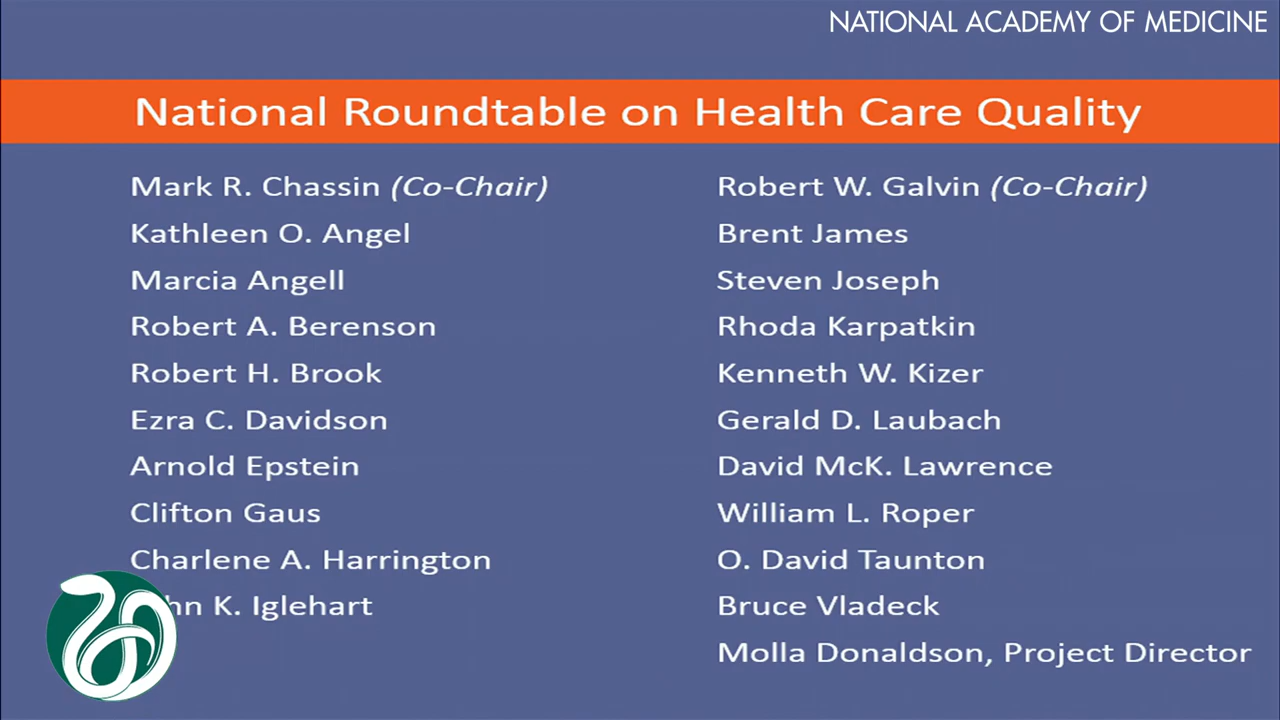 NATIONAL ACADEMY OF MEDICINE
National Roundtable on Health Care Quality
Mark R. Chassin (Co-Chair)
Kathleen O. Angel
Marcia Angell
Robert A. Berenson
Robert H. Brook
Ezra C. Davidson
Arnold Epstein
Clifton Gaus
Charlene A. Harrington
K. Iglehart
Robert W. Galvin (Co-Chair)
Brent James
Steven Joseph
Rhoda Karpatkin
Kenneth W. Kizer
Gerald D. Laubach
David McK. Lawrence
William L. Roper
O. David Taunton
Bruce Vladeck
Molla Donaldson, Project Director